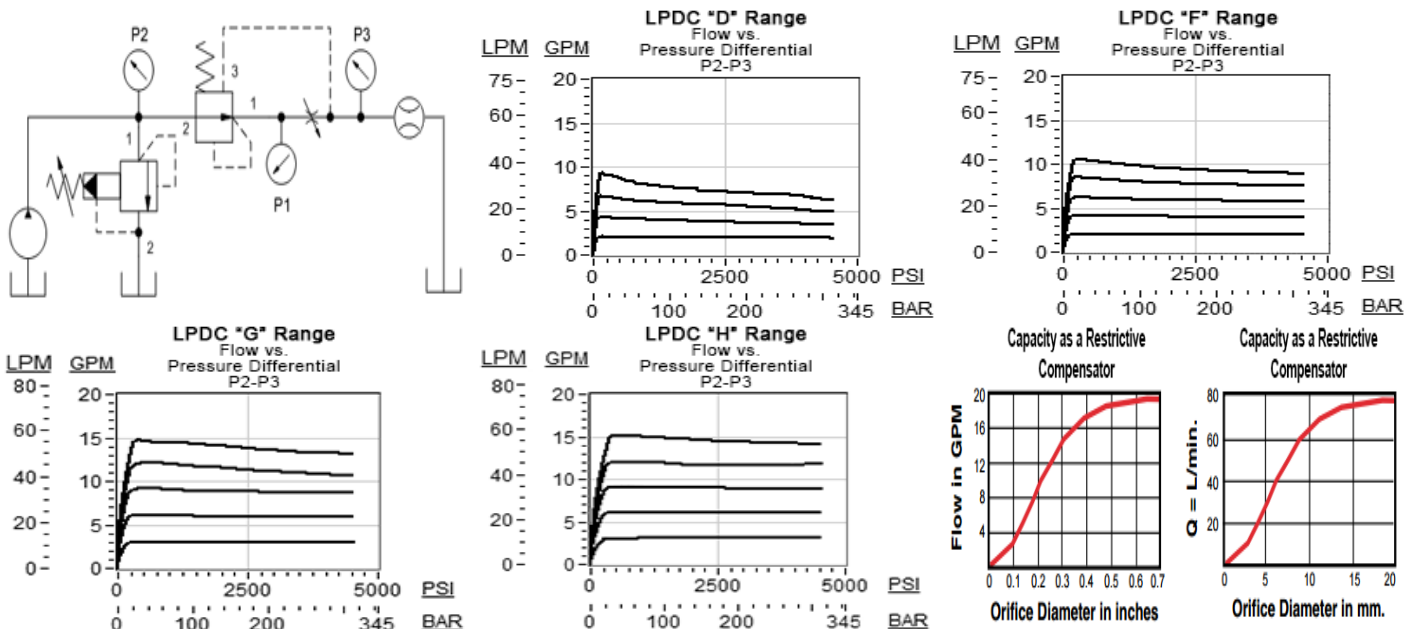 P2
P3
3
1
2
1
P1
2
LPDC "D" Range
Flow vs.
Pressure Differential
P2-P3
LPM GPM
75
60
40
20
0
20
15
10
5
0
0 2500 5000 PSI
0 100 200 345 BAR
LPDC "F" Range
Flow vs.
Pressure Differential
P2-P3
LPM GPM
75
60
40
20
0
20
15
10
5
0
0 2500 5000 PSI
0 100 200 345 BAR
LPDC "G" Range
Flow vs.
Pressure Differential
P2-P3
LPM GPM
80
60
40
20
0
20
15
10
5
0
0 2500 5000 PSI
0 100 200 345 BAR
LPDC "H" Range
Flow vs.
Pressure Differential
P2-P3
LPM GPM
80
60
40
20
0
20
15
10
5
0
0 2500 5000 PSI
0 100 200 345 BAR
Capacity as a Restrictive
Compensator
Flow in GPM
20
16
12
8
4
0 0.1 0.2 0.3 0.4 0.5 0.6 0.7
Orifice Diameter in inches
Capacity as a Restrictive
Compensator
Q = L/min.
80
60
40
20
0 5 10 15 20
Orifice Diameter in mm.